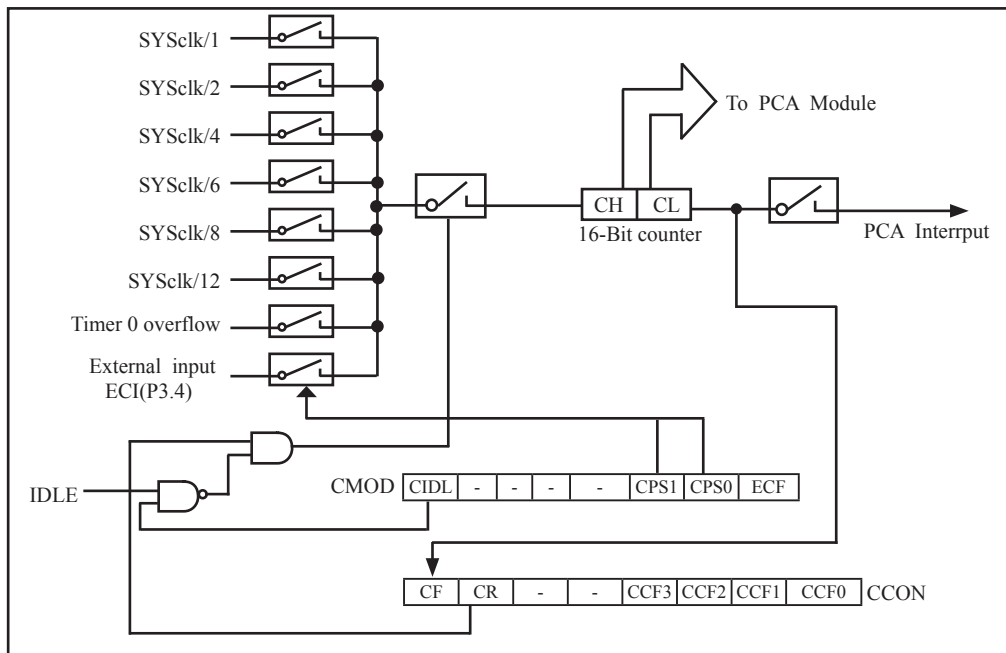 SYSclk/1
SYSclk/2
SYSclk/4
SYSclk/6
SYSclk/8
SYSclk/12
Timer 0 overflow
External input
ECI(P3.4)
To PCA Module
CH CL
16-Bit counter
PCA Interrput
IDLE
CMOD CIDL - - - - CPS1 CPS0 ECF
CF CR - - CCF3 CCF2 CCF1 CCF0 CCON